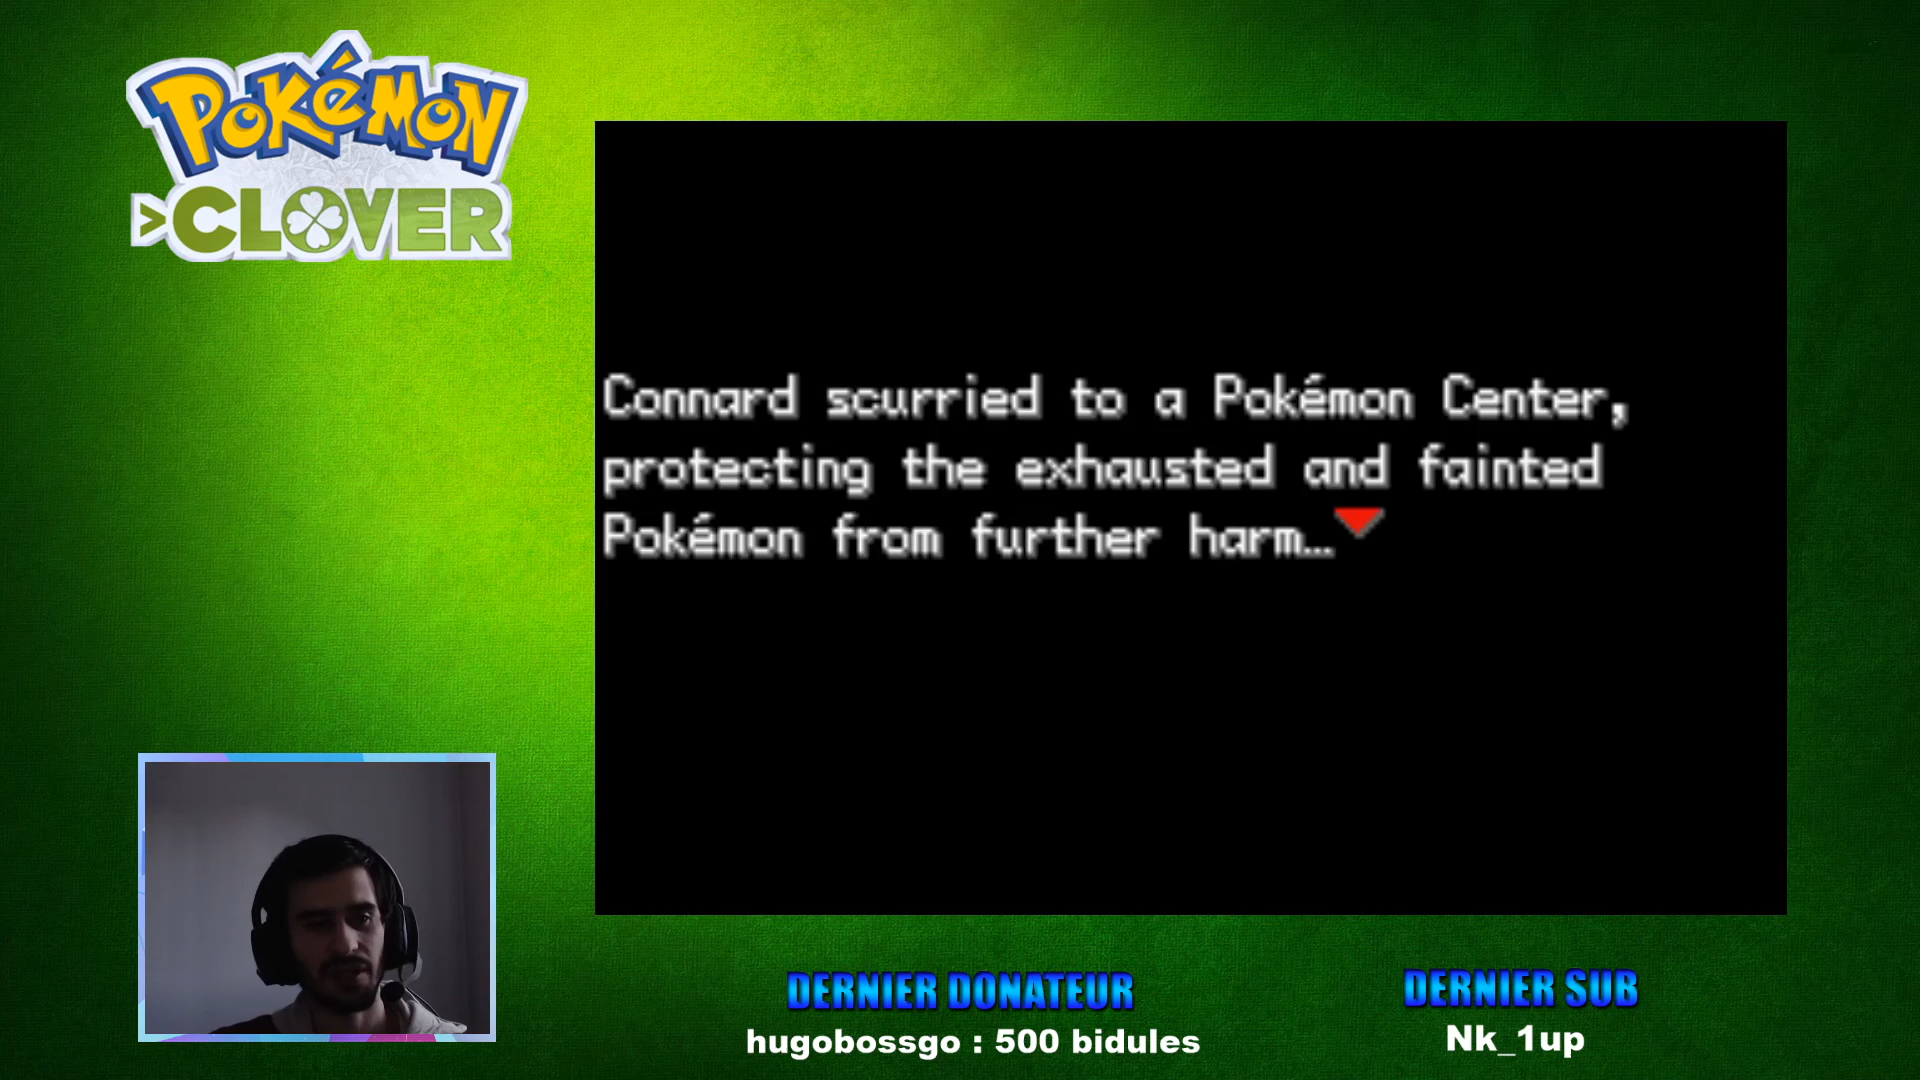 POKéMON
>CLOVER
Connard scurried to a Pokémon Center,
protecting the exhausted and fainted
Pokémon from further harm…
DERNIER DONATEUR
hugobossgo : 500 bidules
DERNIER SUB
Nk_1up